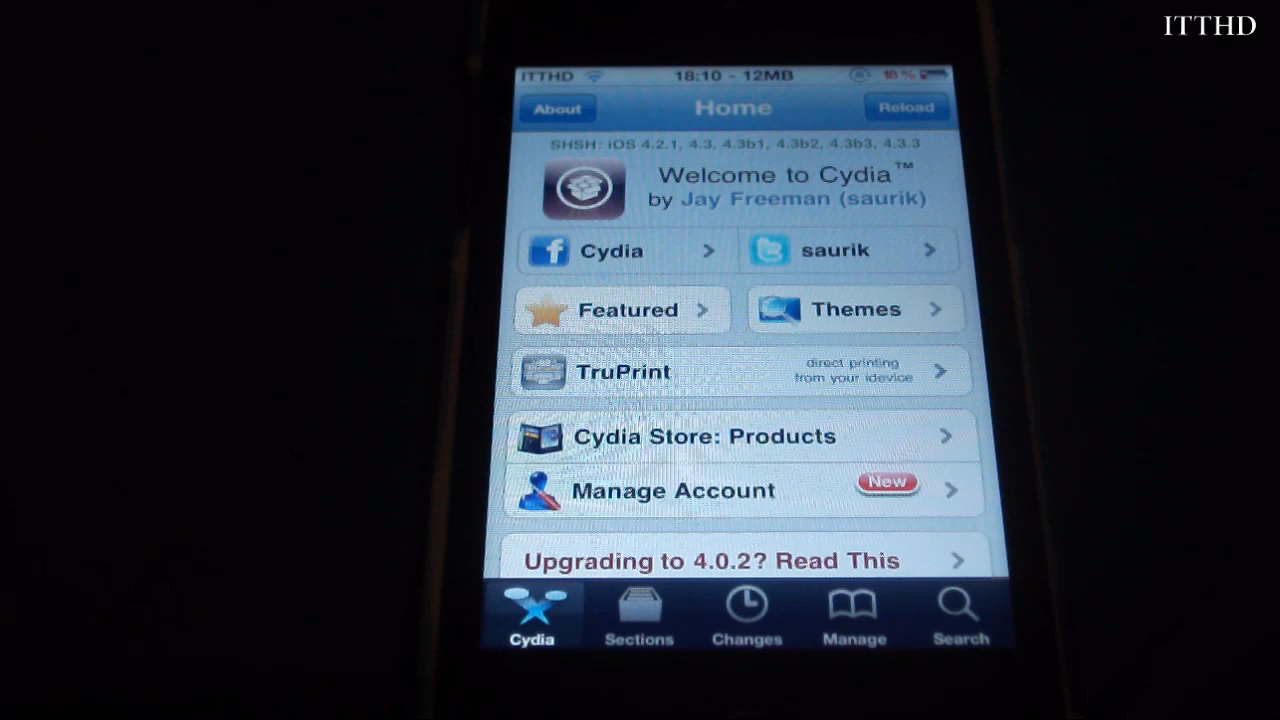 ITTHD
ITTHD 18:10 - 12MB 18 %
About Home Reload
SHSH: iOS 4.2.1, 4.3, 4.3b1, 4.3b2, 4.3b3, 4.3.3
Welcome to Cydia™
by Jay Freeman (saurik)
Cydia saurik
Featured Themes
TruPrint direct printing
from your idevice
Cydia Store: Products
Manage Account New
Upgrading to 4.0.2? Read This
Cydia Sections Changes Manage Search